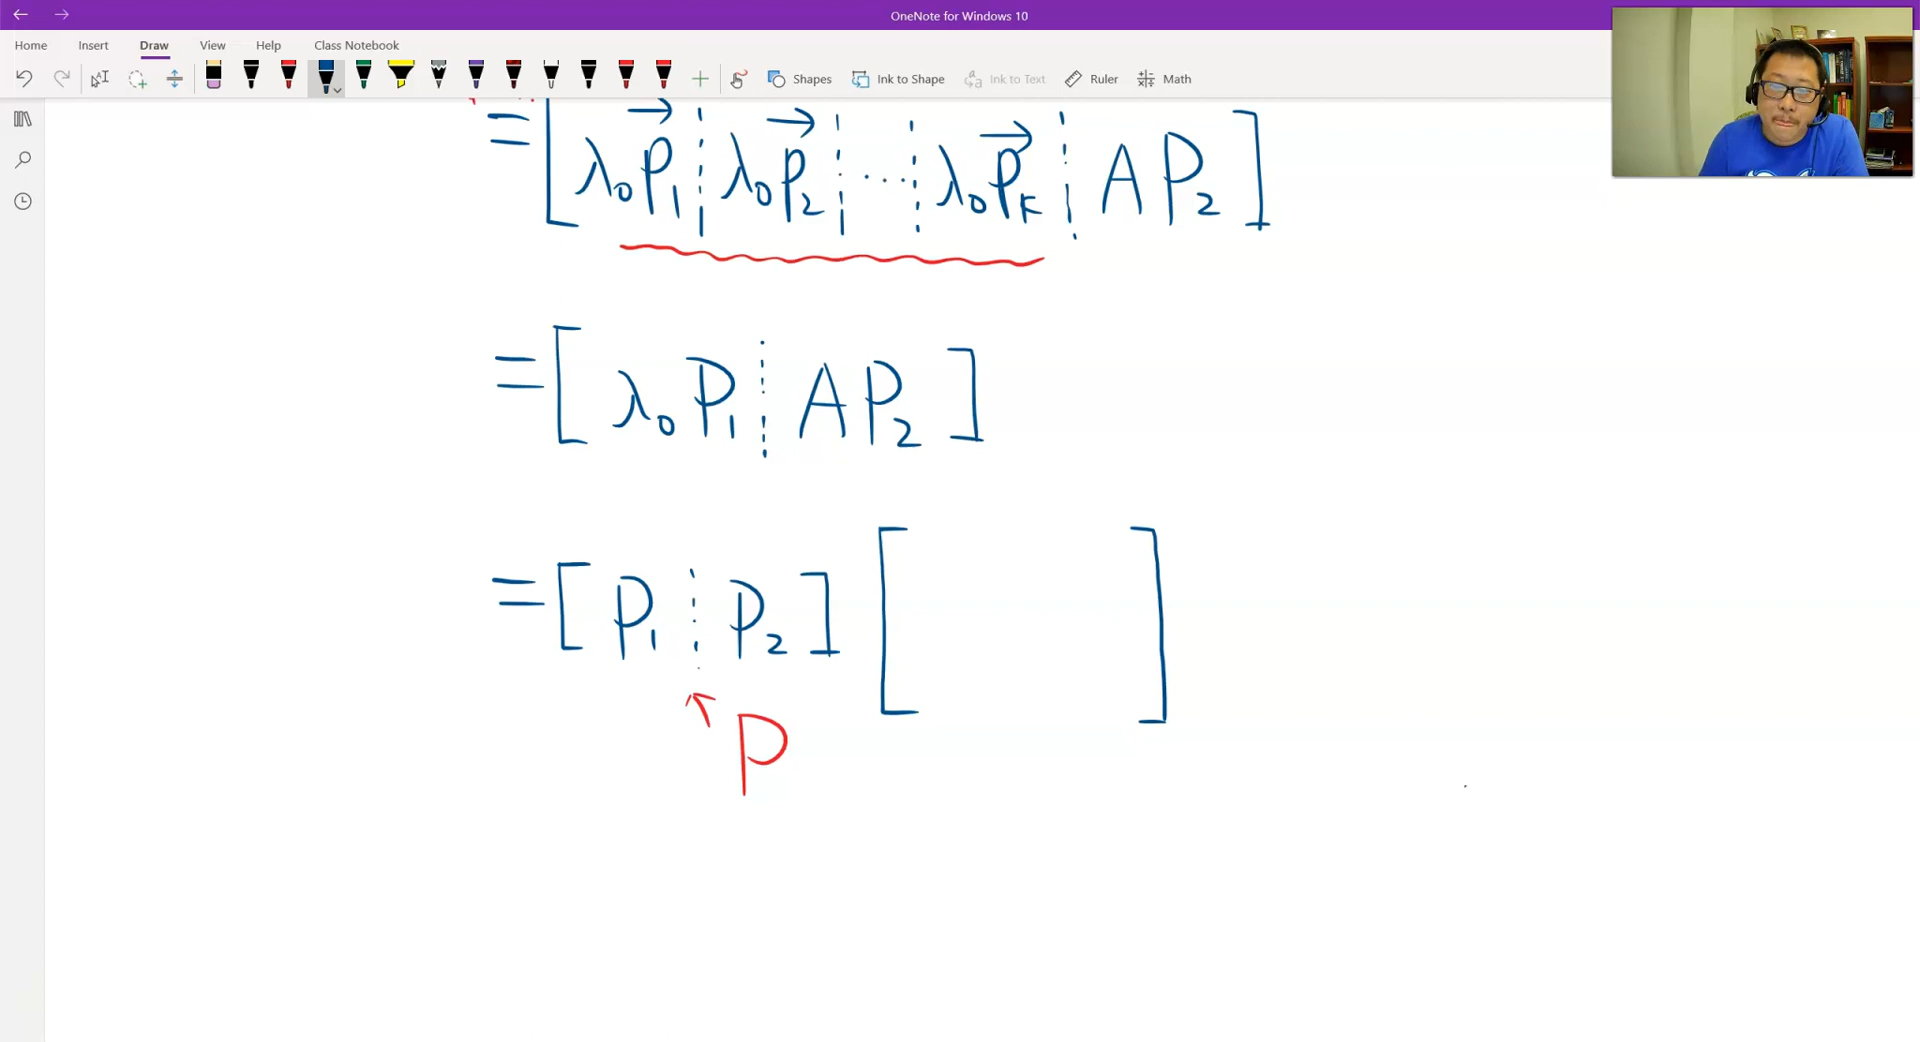 OneNote for Windows 10
Home Insert Draw View Help Class Notebook
Shapes Ink to Shape Ink to Text Ruler Math
= [ λ₀p⃗₁ ⋮ λ₀p⃗₂ ⋮ ⋯ ⋮ λ₀p⃗ₖ ⋮ AP₂ ]
= [ λ₀P₁ ⋮ AP₂ ]
= [ P₁ ⋮ P₂ ] [ ]
P